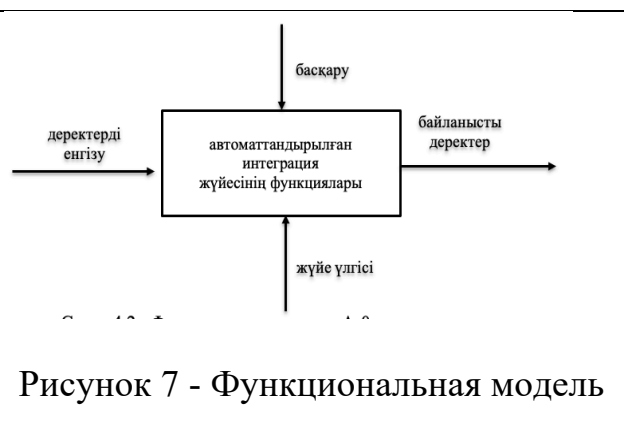 басқару
деректерді
енгізу
автоматтандырылған
интеграция
жүйесінің функциялары
байланысты
деректер
жүйе үлгісі
Рисунок 7 - Функциональная модель